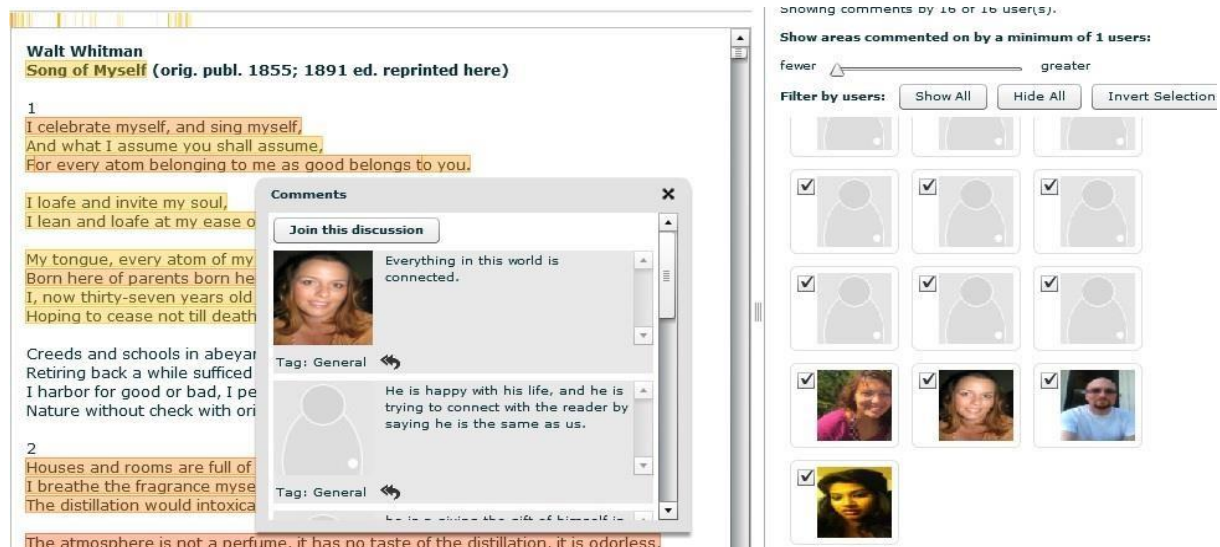 Walt Whitman
Song of Myself (orig. publ. 1855; 1891 ed. reprinted here)
1
I celebrate myself, and sing myself,
And what I assume you shall assume,
For every atom belonging to me as good belongs to you.
I loafe and invite my soul,
I lean and loafe at my ease o
My tongue, every atom of my
Born here of parents born he
I, now thirty-seven years old
Hoping to cease not till death
Creeds and schools in abeyan
Retiring back a while sufficed
I harbor for good or bad, I pe
Nature without check with ori
2
Houses and rooms are full of
I breathe the fragrance myse
The distillation would intoxica
The atmosphere is not a perfume, it has no taste of the distillation, it is odorless,
Comments
Join this discussion
Everything in this world is
connected.
Tag: General
He is happy with his life, and he is
trying to connect with the reader by
saying he is the same as us.
Tag: General
he is a giving the gift of himself in
Showing comments by 16 of 16 user(s).
Show areas commented on by a minimum of 1 users:
fewer greater
Filter by users: Show All Hide All Invert Selection